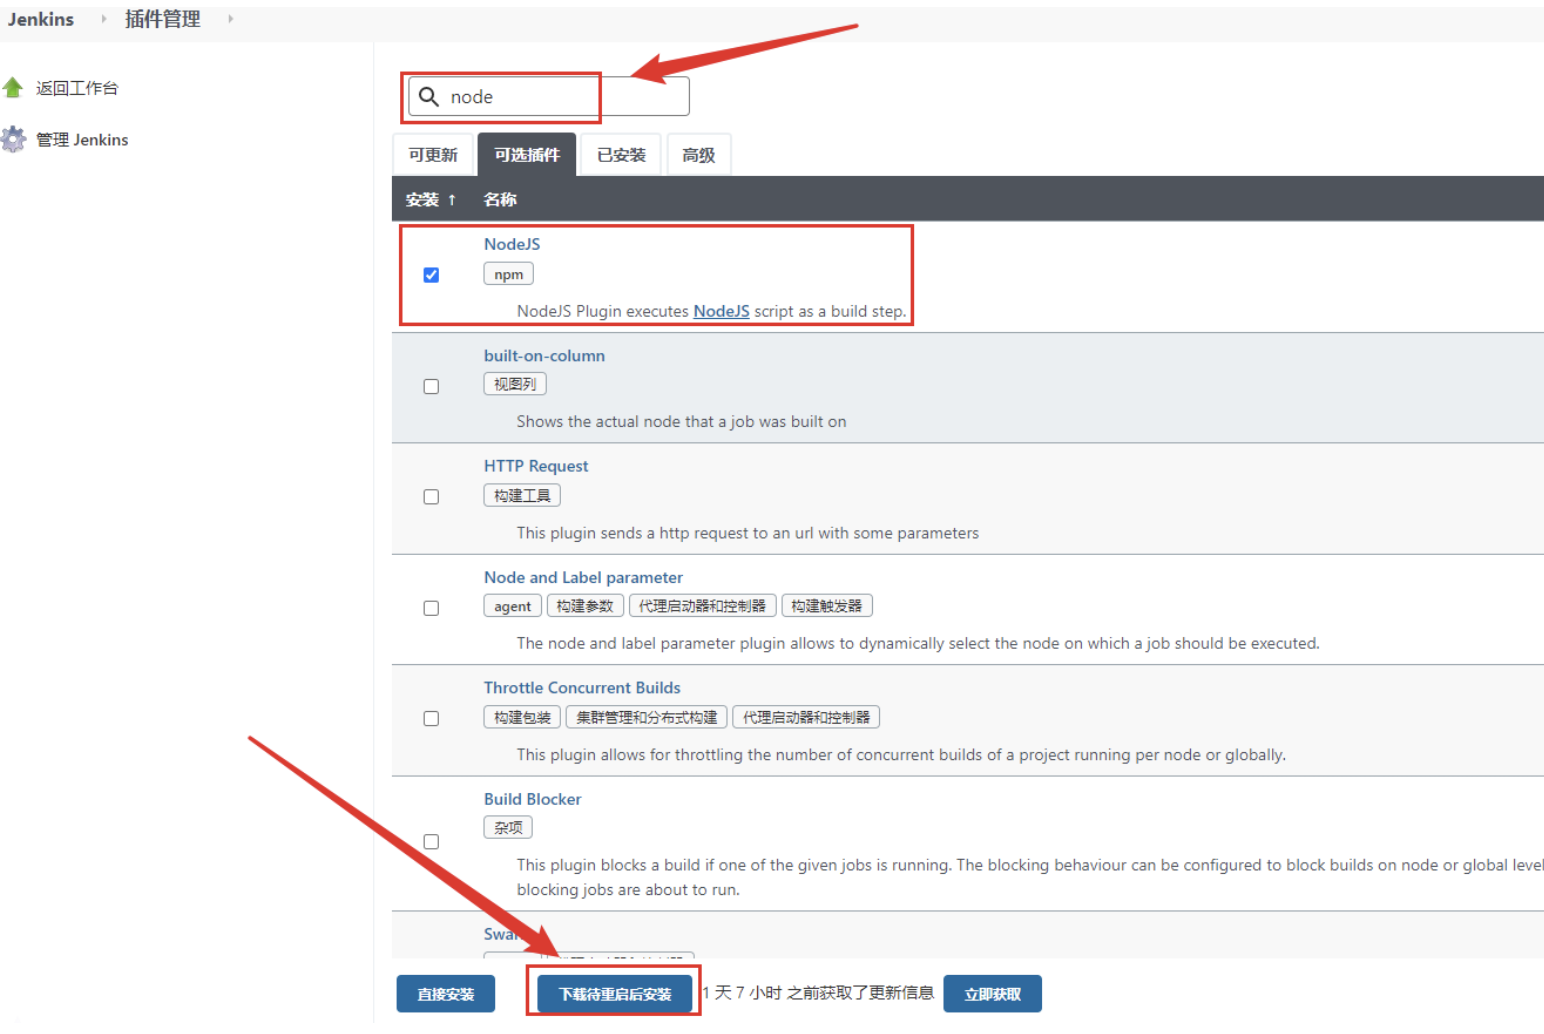 Jenkins 插件管理
返回工作台
管理 Jenkins
node
可更新 可选插件 已安装 高级
安装 ↑ 名称
NodeJS
npm
NodeJS Plugin executes NodeJS script as a build step.
built-on-column
视图列
Shows the actual node that a job was built on
HTTP Request
构建工具
This plugin sends a http request to an url with some parameters
Node and Label parameter
agent 构建参数 代理启动器和控制器 构建触发器
The node and label parameter plugin allows to dynamically select the node on which a job should be executed.
Throttle Concurrent Builds
构建包装 集群管理和分布式构建 代理启动器和控制器
This plugin allows for throttling the number of concurrent builds of a project running per node or globally.
Build Blocker
杂项
This plugin blocks a build if one of the given jobs is running. The blocking behaviour can be configured to block builds on node or global level
blocking jobs are about to run.
直接安装 下载待重启后安装 1 天 7 小时 之前获取了更新信息 立即获取